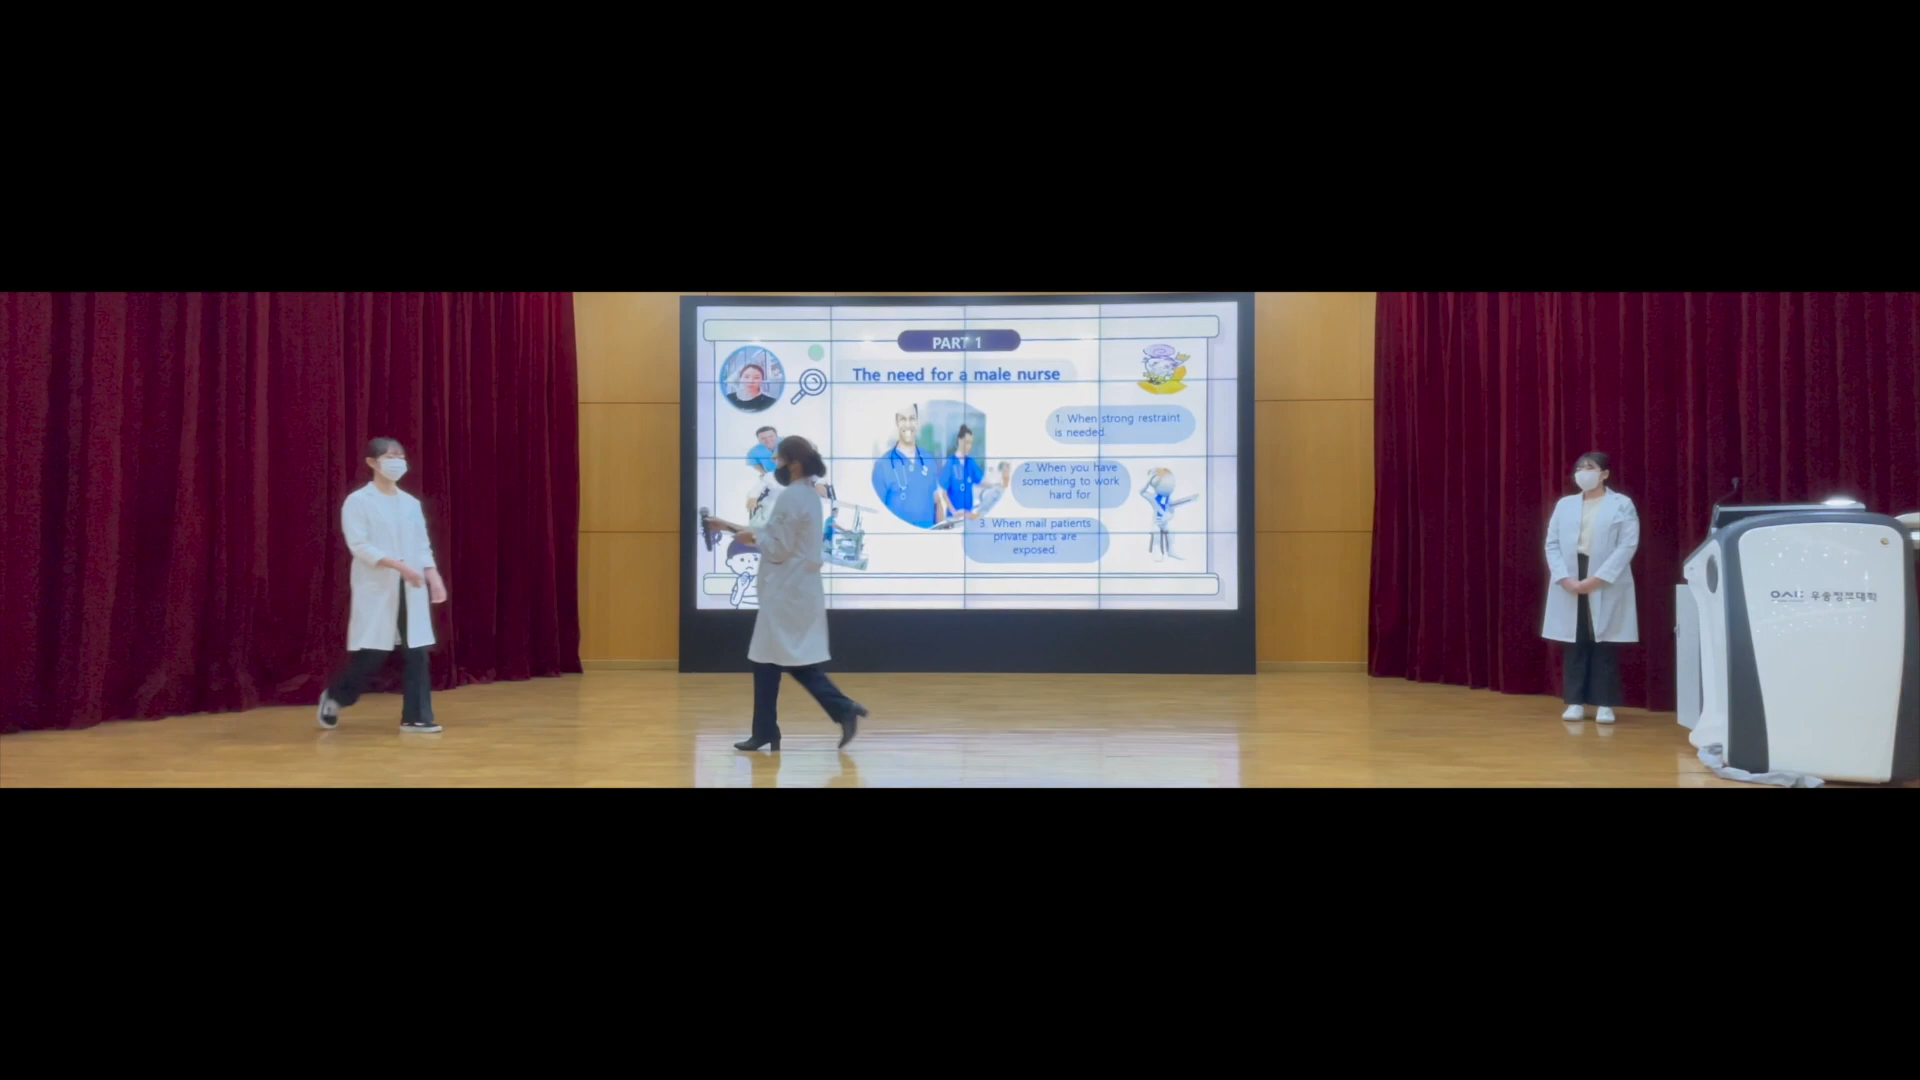 PART 1
The need for a male nurse
1. When strong restraint
is needed.
2. When you have
something to work
hard for
3. When mail patients
private parts are
exposed.
우송정보대학